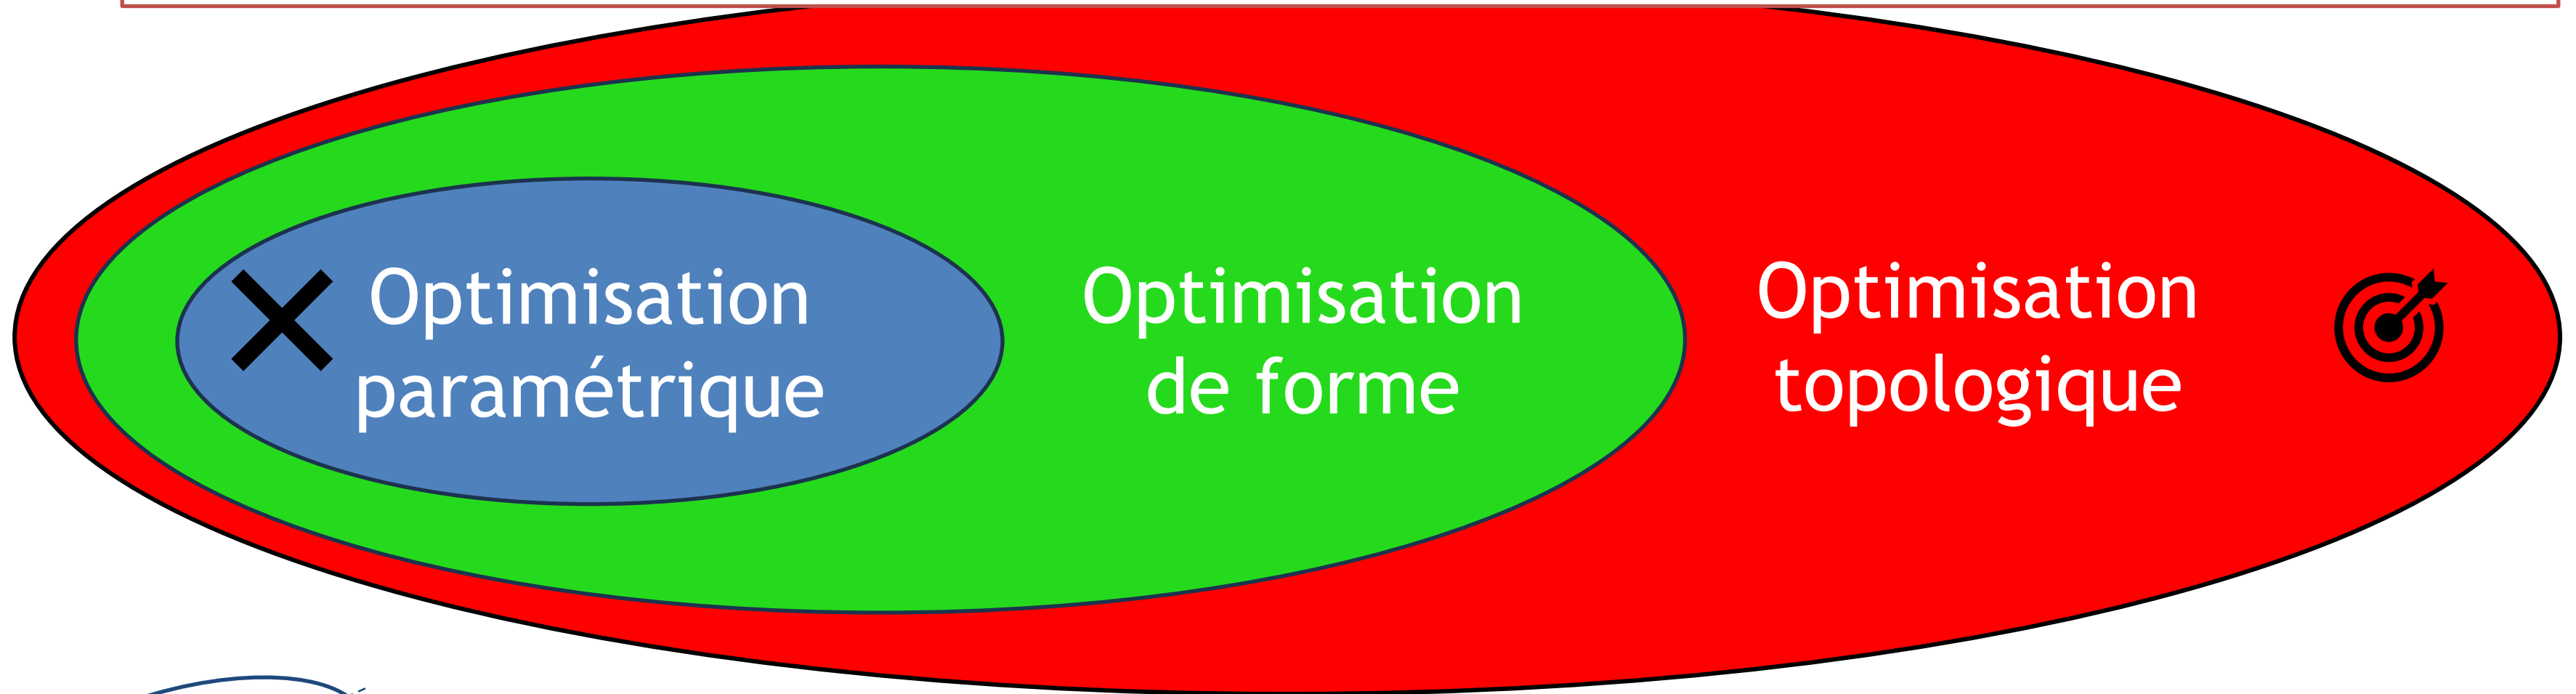 Optimisation
paramétrique
Optimisation
de forme
Optimisation
topologique